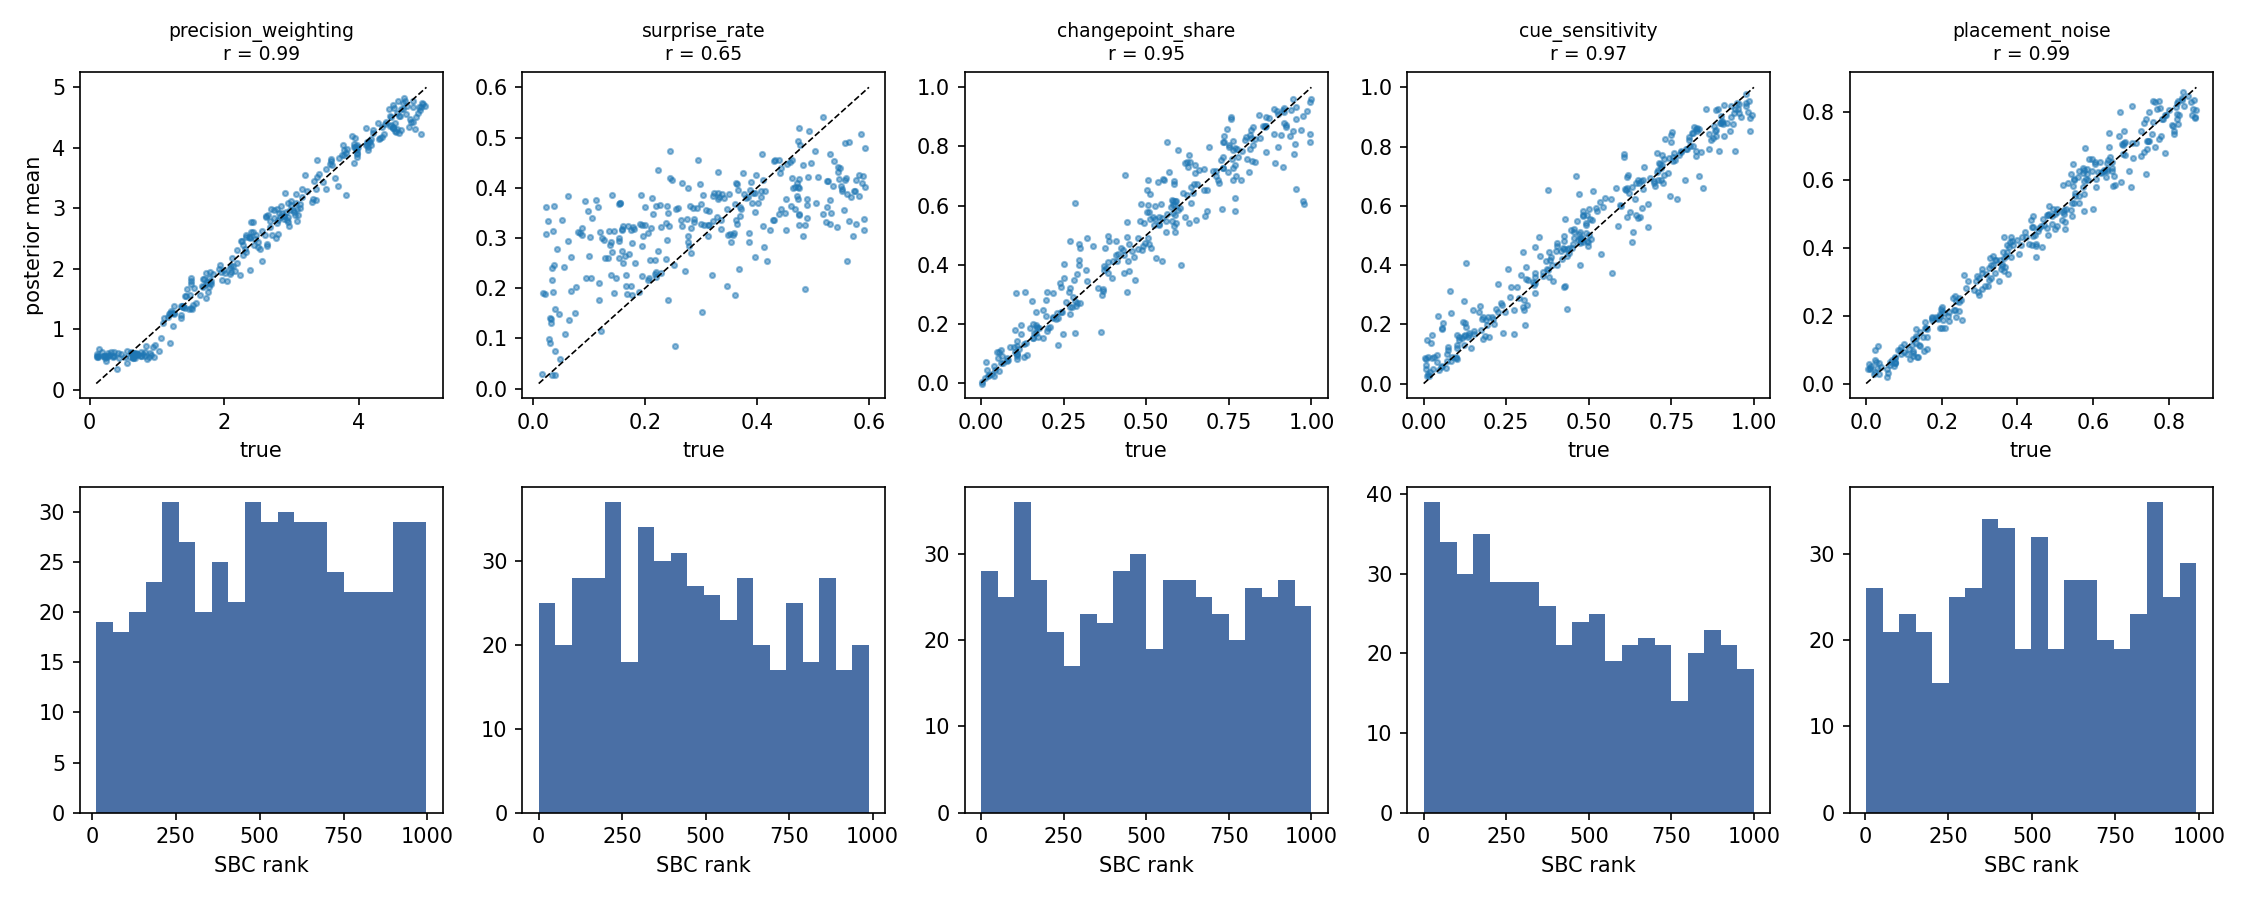 precision_weighting
r = 0.99
surprise_rate
r = 0.65
changepoint_share
r = 0.95
cue_sensitivity
r = 0.97
placement_noise
r = 0.99
posterior mean
5
4
3
2
1
0
0 2 4
true
0.6
0.5
0.4
0.3
0.2
0.1
0.0
0.0 0.2 0.4 0.6
true
1.0
0.8
0.6
0.4
0.2
0.0
0.00 0.25 0.50 0.75 1.00
true
1.0
0.8
0.6
0.4
0.2
0.0
0.00 0.25 0.50 0.75 1.00
true
0.8
0.6
0.4
0.2
0.0
0.0 0.2 0.4 0.6 0.8
true
30
25
20
15
10
5
0
0 250 500 750 1000
SBC rank
30
20
10
0
0 250 500 750 1000
SBC rank
30
20
10
0
0 250 500 750 1000
SBC rank
40
30
20
10
0
0 250 500 750 1000
SBC rank
30
20
10
0
0 250 500 750 1000
SBC rank